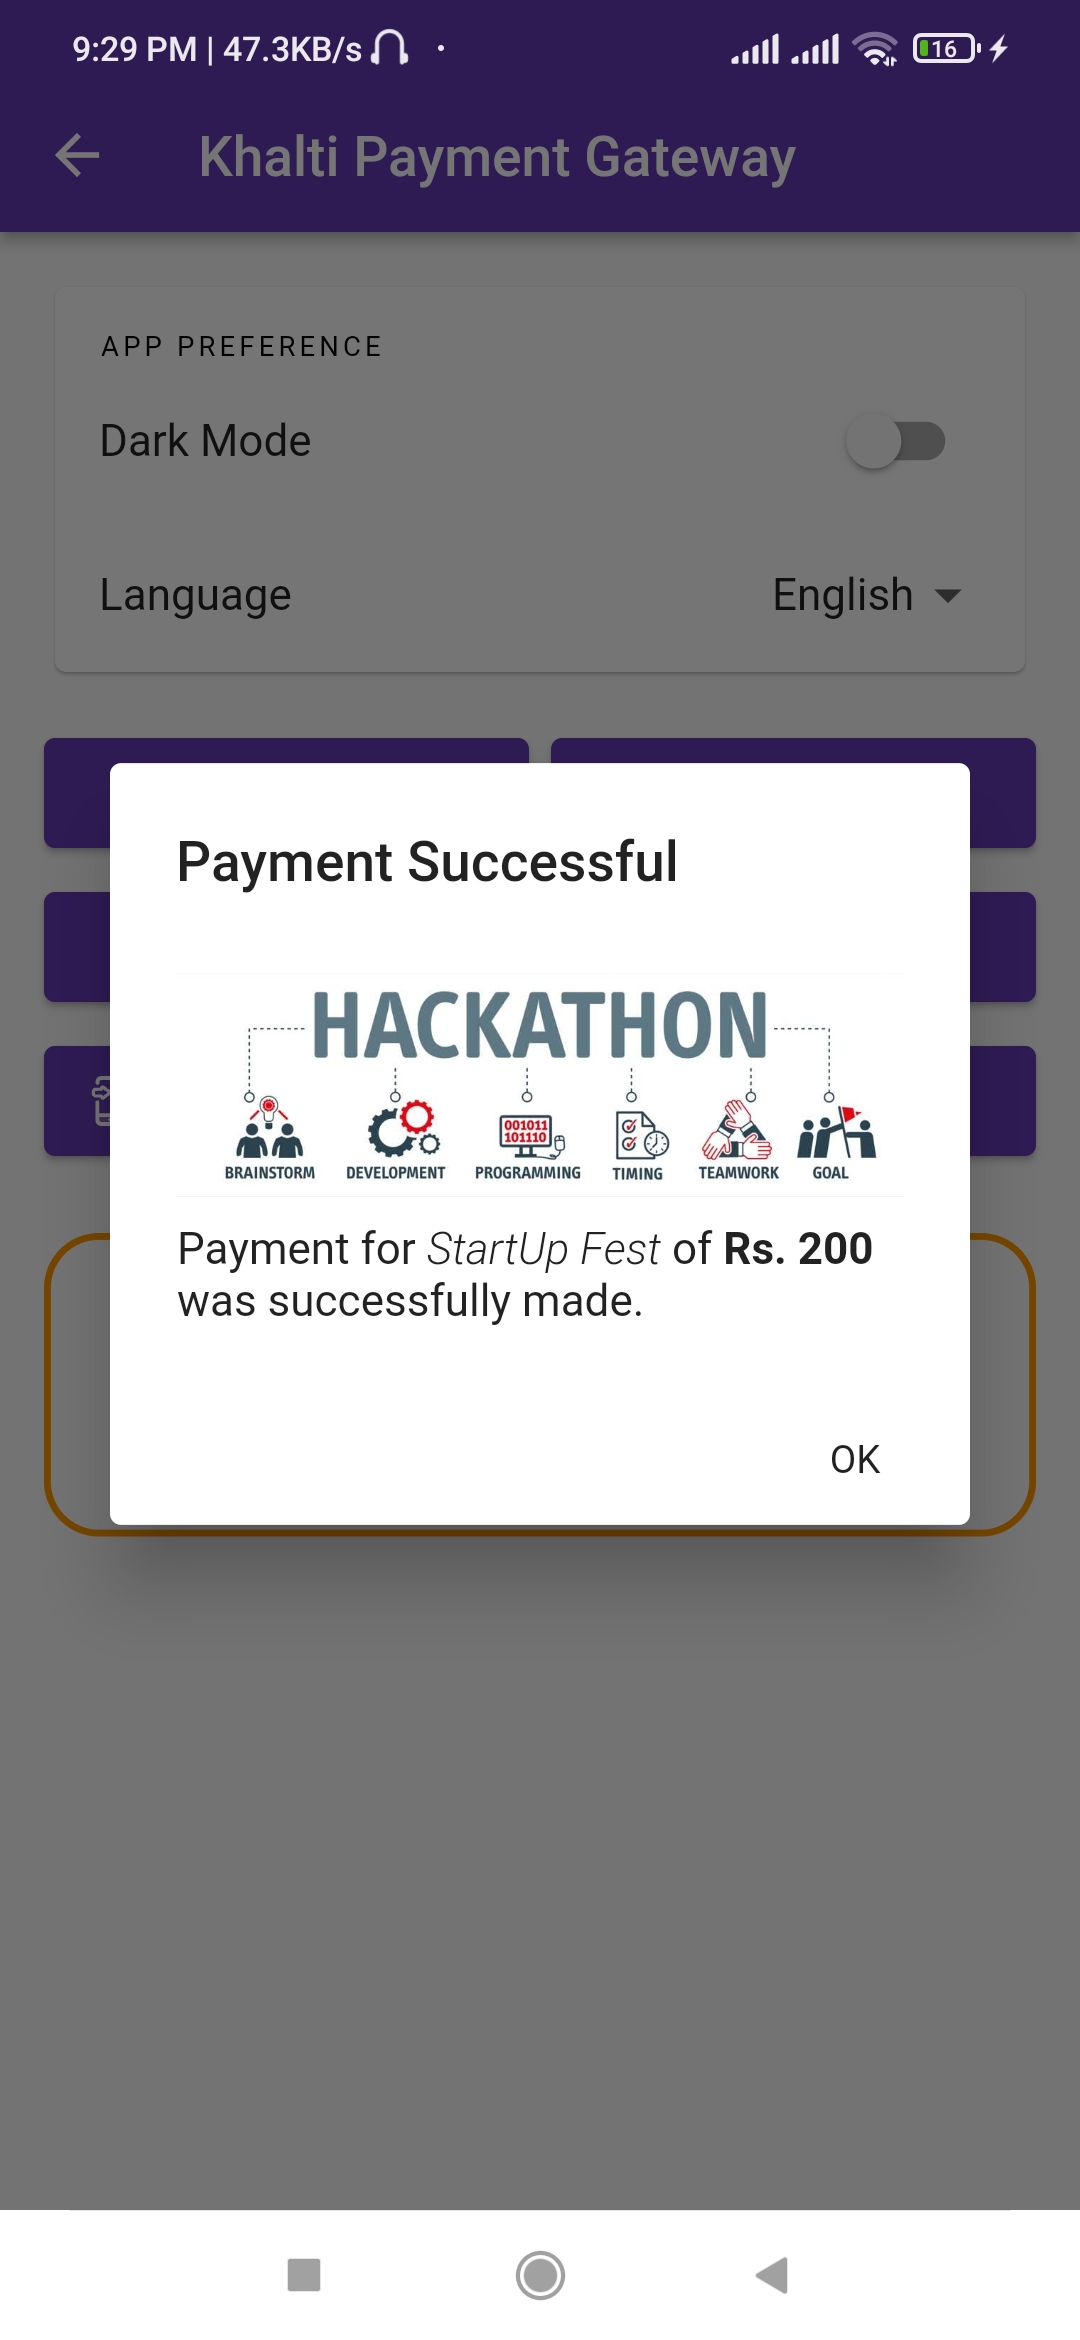 9:29 PM | 47.3KB/s
16
Khalti Payment Gateway
APP PREFERENCE
Dark Mode
Language English
Payment Successful
HACKATHON
001011
101110
BRAINSTORM DEVELOPMENT PROGRAMMING TIMING TEAMWORK GOAL
Payment for StartUp Fest of Rs. 200
was successfully made.
OK